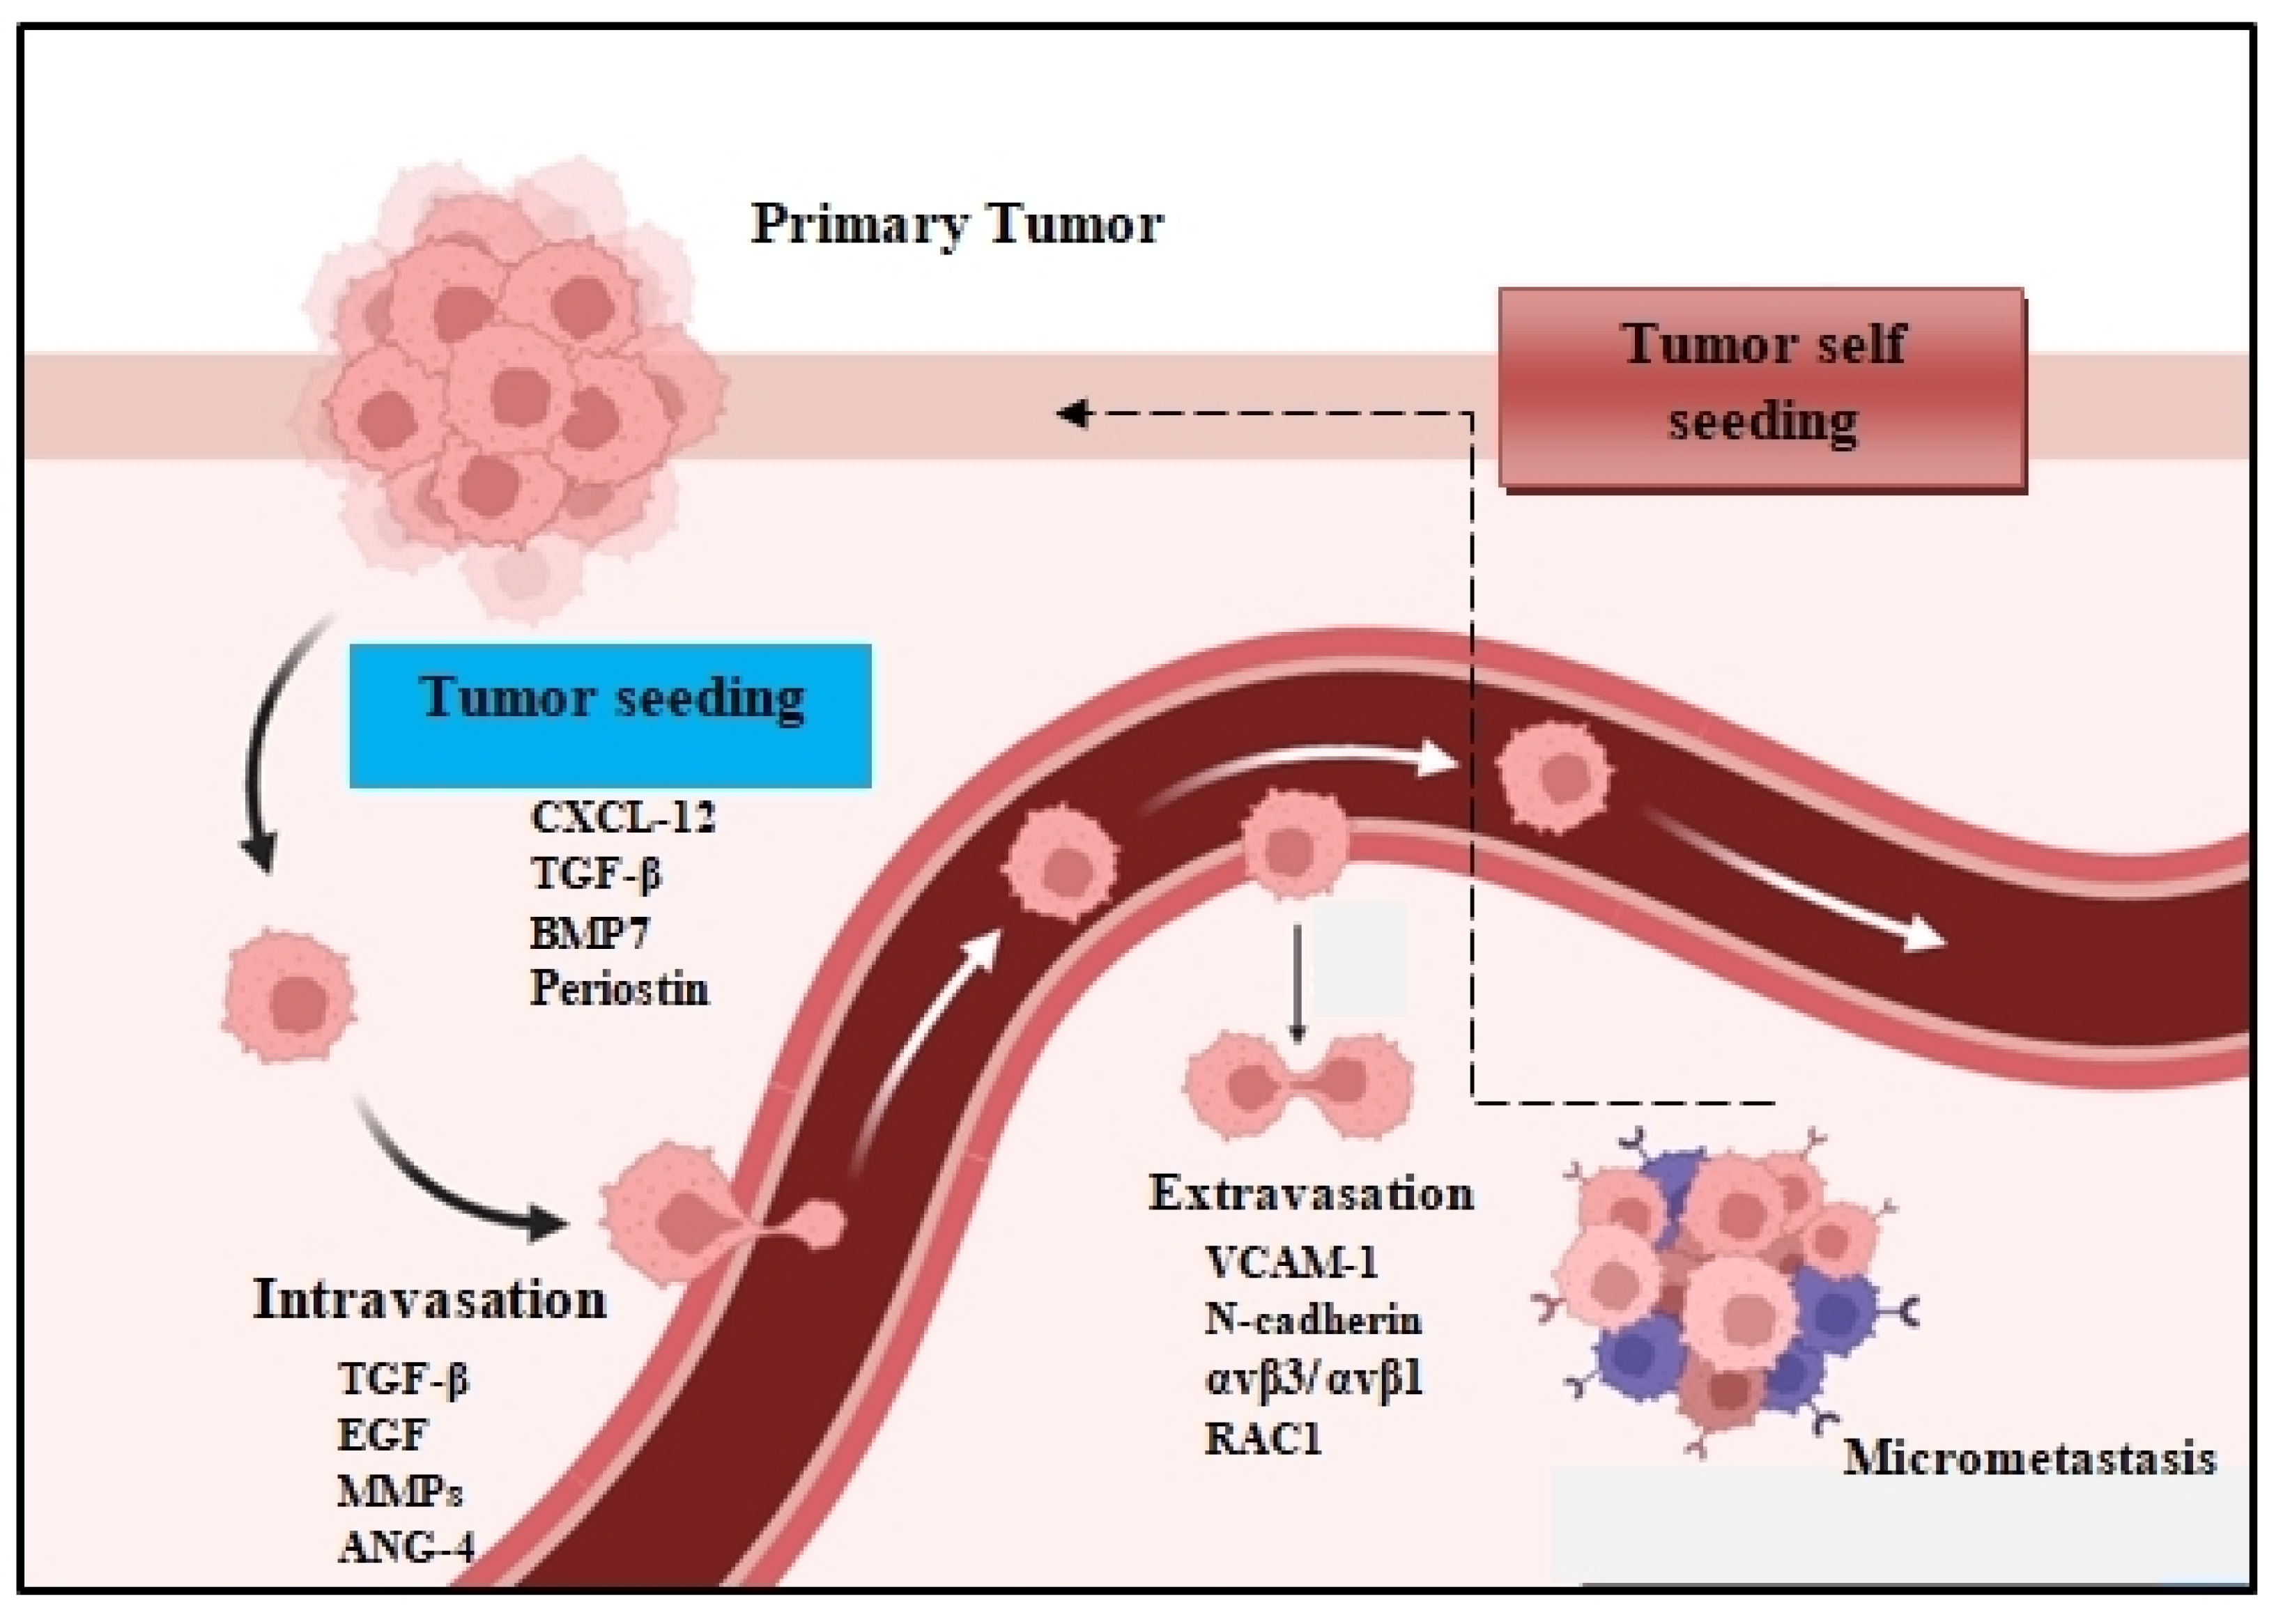 Primary Tumor
Tumor self
seeding
Tumor seeding
CXCL-12
TGF-β
BMP7
Periostin
Intravasation
TGF-β
EGF
MMPs
ANG-4
Extravasation
VCAM-1
N-cadherin
αvβ3/ αvβ1
RAC1
Micrometastasis